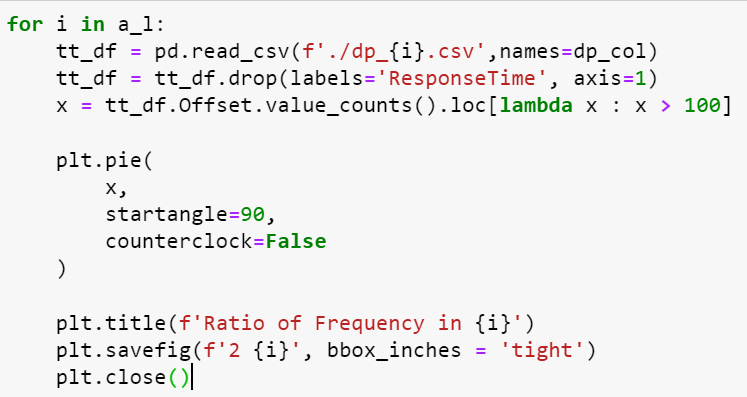 for i in a_l:
    tt_df = pd.read_csv(f'./dp_{i}.csv',names=dp_col)
    tt_df = tt_df.drop(labels='ResponseTime', axis=1)
    x = tt_df.Offset.value_counts().loc[lambda x : x > 100]

    plt.pie(
        x,
        startangle=90,
        counterclock=False
    )

    plt.title(f'Ratio of Frequency in {i}')
    plt.savefig(f'2 {i}', bbox_inches = 'tight')
    plt.close()